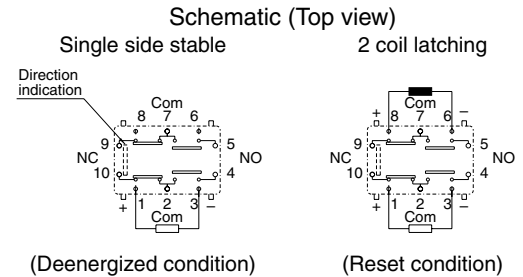 Schematic (Top view)
Single side stable
2 coil latching
Direction
indication
Com
8 7 6
9
5
NC
NO
10
4
+ 1 2 3 –
Com
Com
+ 8 7 6 –
9
5
NC
NO
10
4
1 2 3
Com
(Deenergized condition)
(Reset condition)